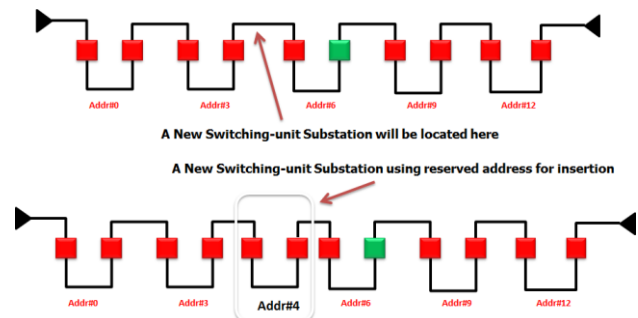 Addr#0 Addr#3 Addr#6 Addr#9 Addr#12
A New Switching-unit Substation will be located here
A New Switching-unit Substation using reserved address for insertion
Addr#0 Addr#3 Addr#4 Addr#6 Addr#9 Addr#12